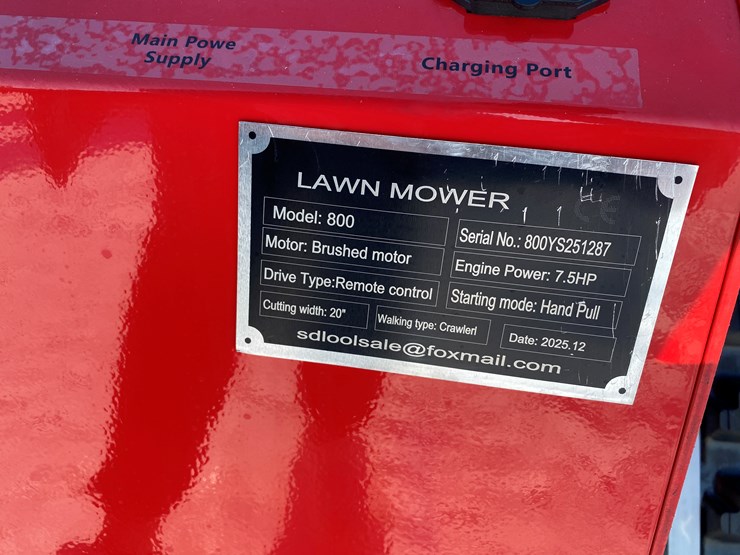 Main Powe
Supply
Charging Port
LAWN MOWER
CE
Model: 800
Serial No.: 800YS251287
Motor: Brushed motor
Engine Power: 7.5HP
Drive Type:Remote control
Starting mode: Hand Pull
Cutting width: 20"
Walking type: Crawlerl
Date: 2025.12
sdloolsale@foxmail.com